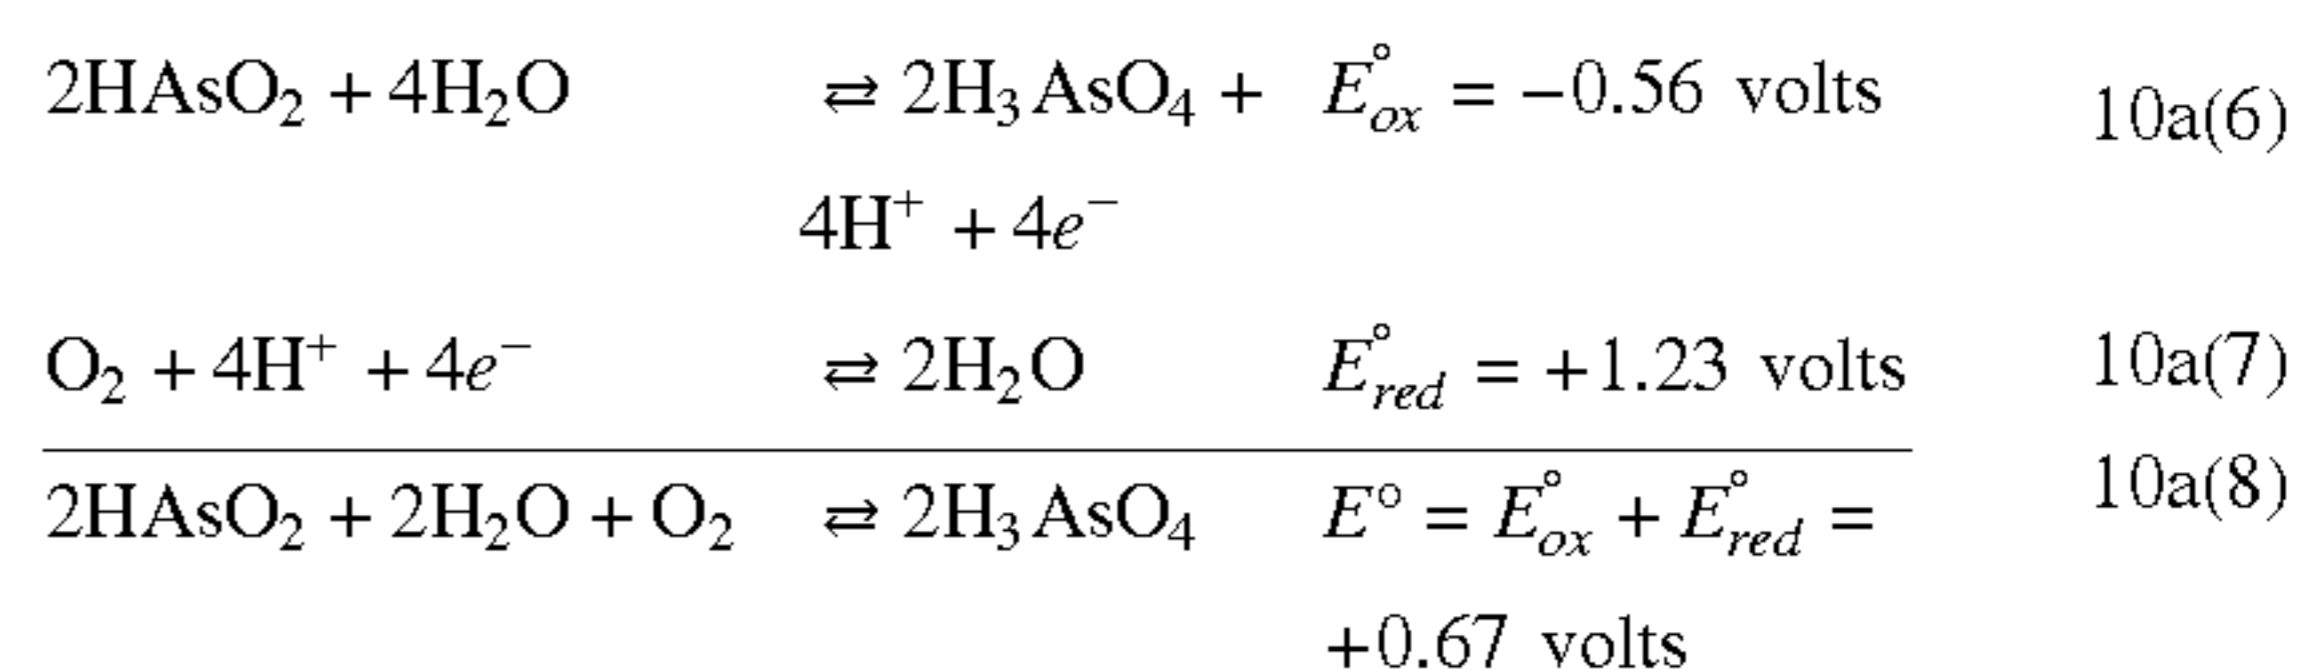 2HAsO₂ + 4H₂O ⇌ 2H₃AsO₄ + E°ox = −0.56 volts 10a(6)
4H⁺ + 4e⁻
O₂ + 4H⁺ + 4e⁻ ⇌ 2H₂O E°red = +1.23 volts 10a(7)
2HAsO₂ + 2H₂O + O₂ ⇌ 2H₃AsO₄ E° = E°ox + E°red = 10a(8)
+0.67 volts